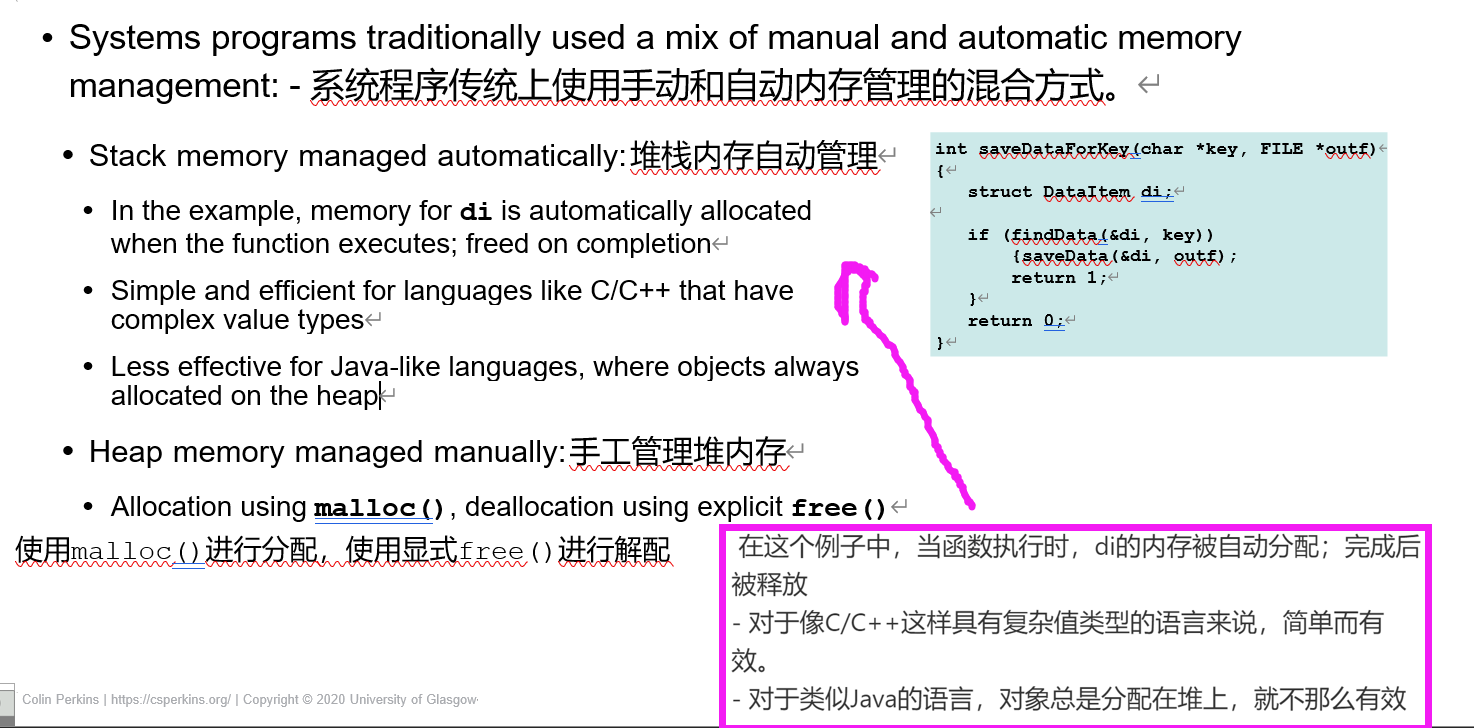 • Systems programs traditionally used a mix of manual and automatic memory
management: - 系统程序传统上使用手动和自动内存管理的混合方式。
• Stack memory managed automatically:堆栈内存自动管理
• In the example, memory for di is automatically allocated
when the function executes; freed on completion
• Simple and efficient for languages like C/C++ that have
complex value types
• Less effective for Java-like languages, where objects always
allocated on the heap
int saveDataForKey(char *key, FILE *outf)
{
struct DataItem di;
if (findData(&di, key))
{saveData(&di, outf);
return 1;
}
return 0;
}
• Heap memory managed manually:手工管理堆内存
• Allocation using malloc(), deallocation using explicit free()
使用malloc()进行分配，使用显式free()进行解配
在这个例子中，当函数执行时，di的内存被自动分配；完成后
被释放
- 对于像C/C++这样具有复杂值类型的语言来说，简单而有
效。
- 对于类似Java的语言，对象总是分配在堆上，就不那么有效
Colin Perkins | https://csperkins.org/ | Copyright © 2020 University of Glasgow